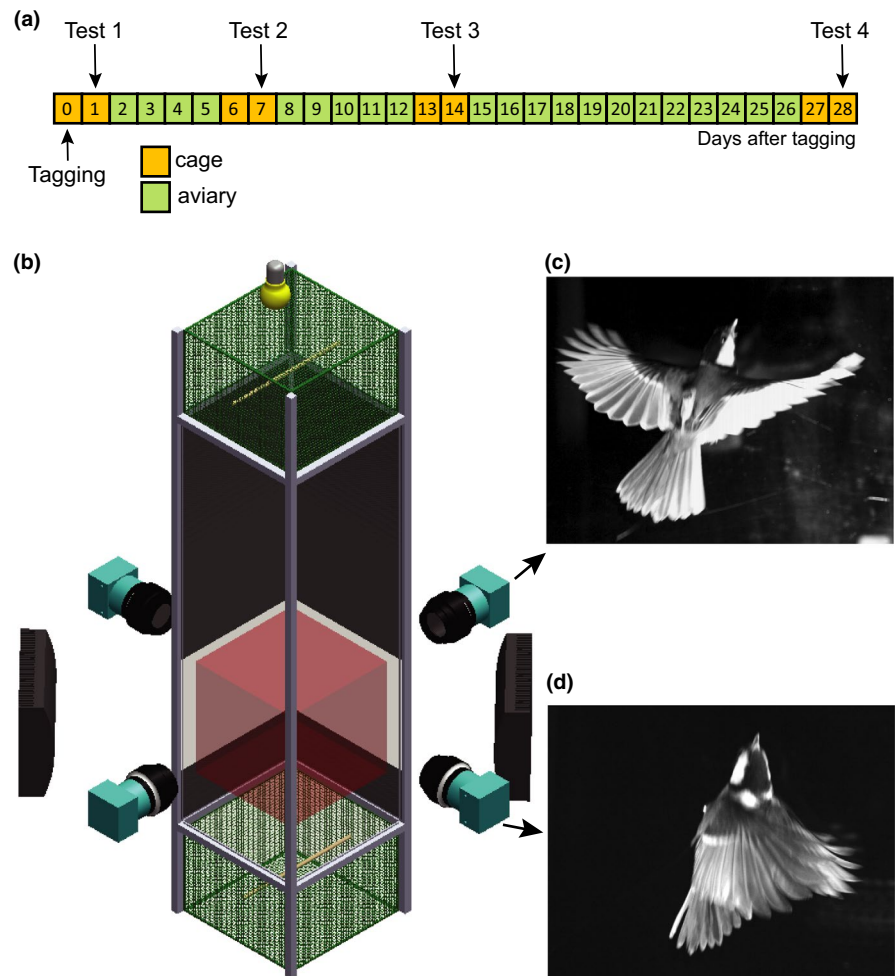 (a)
Test 1 Test 2 Test 3 Test 4
0 1 2 3 4 5 6 7 8 9 10 11 12 13 14 15 16 17 18 19 20 21 22 23 24 25 26 27 28
Days after tagging
Tagging
cage
aviary
(b)
(c)
(d)